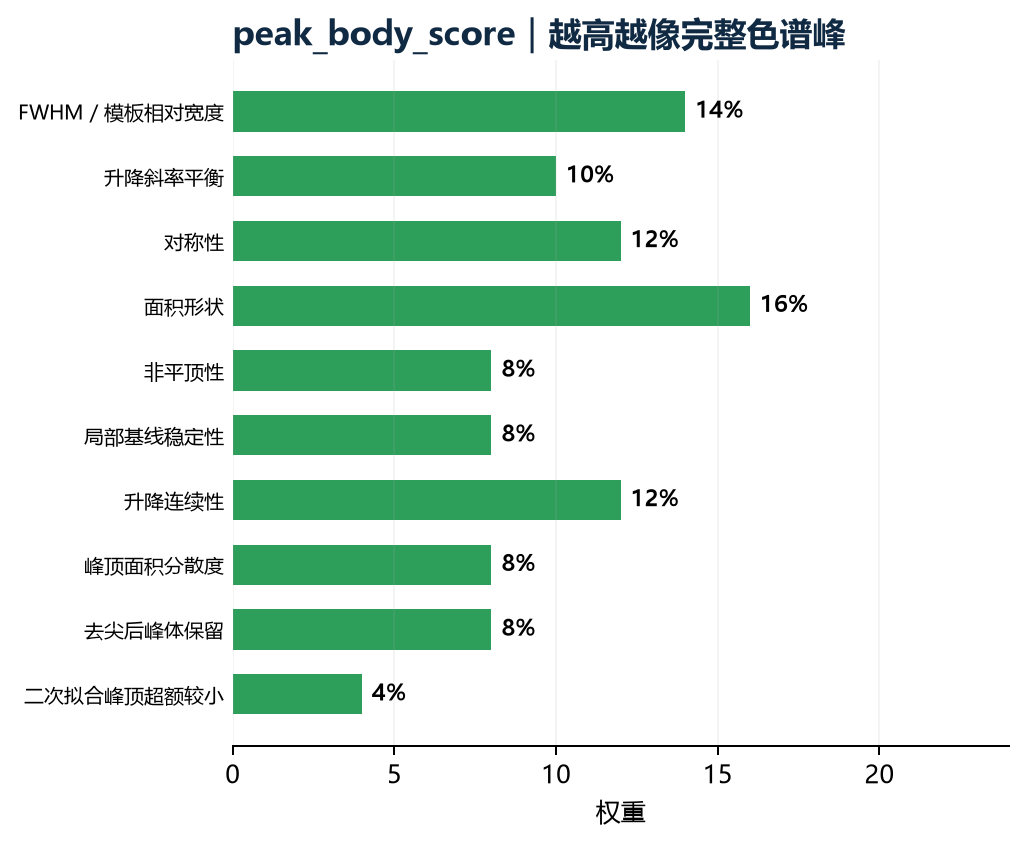 peak_body_score｜越高越像完整色谱峰
FWHM / 模板相对宽度
14%
升降斜率平衡
10%
对称性
12%
面积形状
16%
非平顶性
8%
局部基线稳定性
8%
升降连续性
12%
峰顶面积分散度
8%
去尖后峰体保留
8%
二次拟合峰顶超额较小
4%
0 5 10 15 20
权重